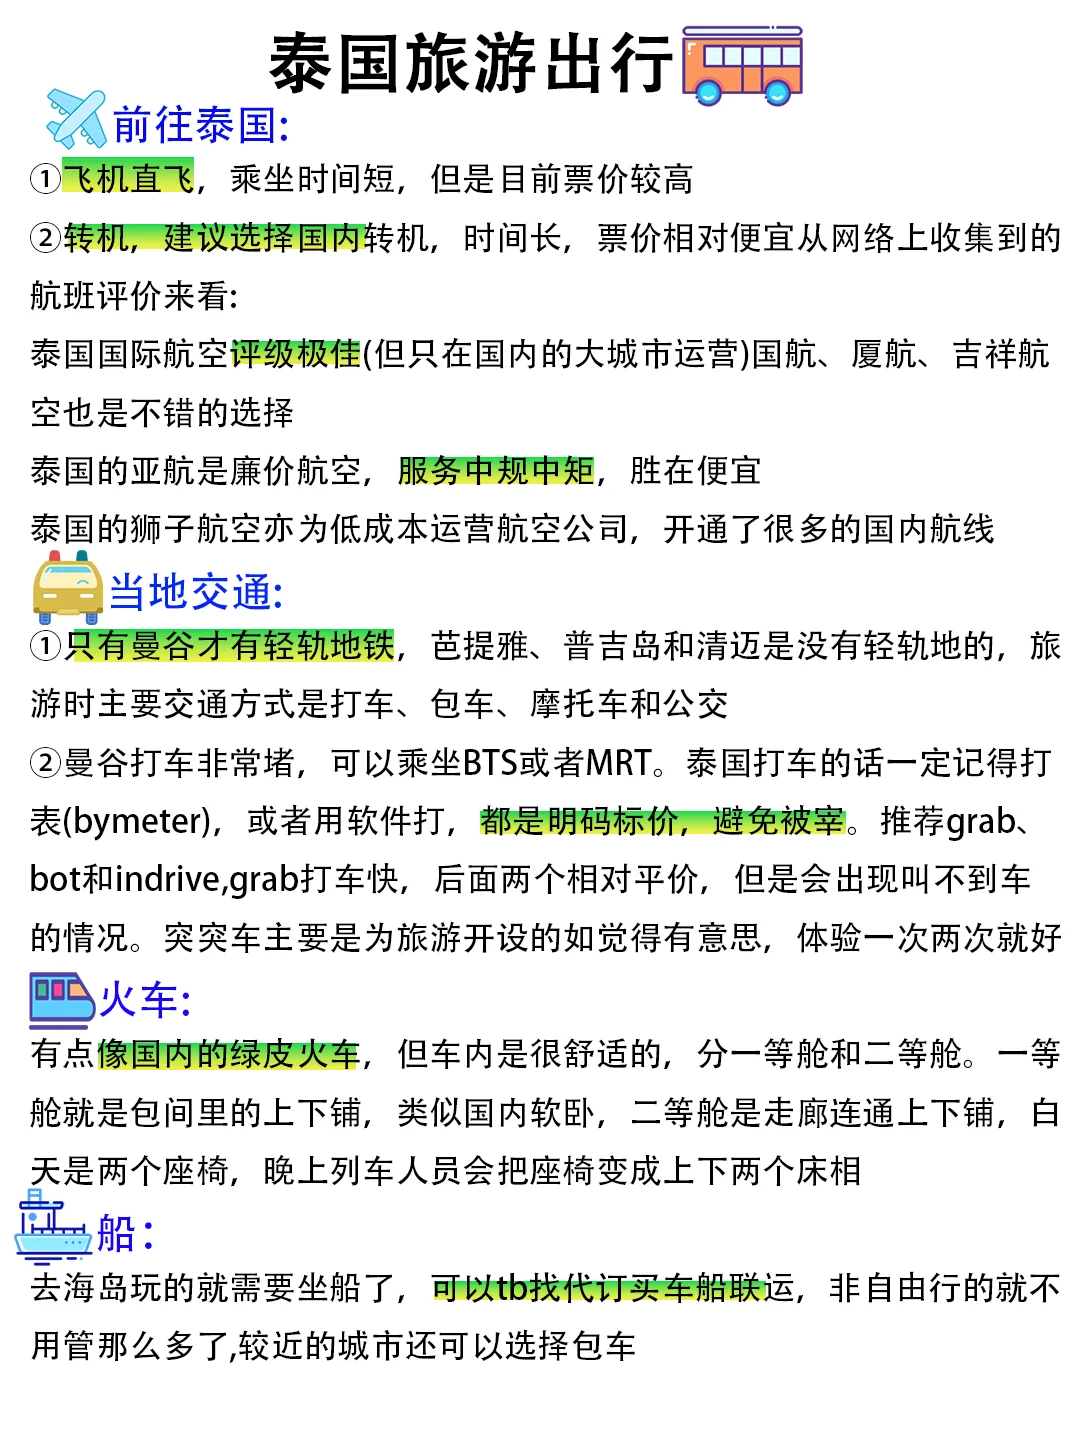 泰国旅游出行
前往泰国:
①飞机直飞，乘坐时间短，但是目前票价较高
②转机，建议选择国内转机，时间长，票价相对便宜从网络上收集到的
航班评价来看:
泰国国际航空评级极佳(但只在国内的大城市运营)国航、厦航、吉祥航
空也是不错的选择
泰国的亚航是廉价航空，服务中规中矩，胜在便宜
泰国的狮子航空亦为低成本运营航空公司，开通了很多的国内航线
当地交通:
①只有曼谷才有轻轨地铁，芭提雅、普吉岛和清迈是没有轻轨地的，旅
游时主要交通方式是打车、包车、摩托车和公交
②曼谷打车非常堵，可以乘坐BTS或者MRT。泰国打车的话一定记得打
表(bymeter)，或者用软件打，都是明码标价，避免被宰。推荐grab、
bot和indrive,grab打车快，后面两个相对平价，但是会出现叫不到车
的情况。突突车主要是为旅游开设的如觉得有意思，体验一次两次就好
火车:
有点像国内的绿皮火车，但车内是很舒适的，分一等舱和二等舱。一等
舱就是包间里的上下铺，类似国内软卧，二等舱是走廊连通上下铺，白
天是两个座椅，晚上列车人员会把座椅变成上下两个床相
船：
去海岛玩的就需要坐船了，可以tb找代订买车船联运，非自由行的就不
用管那么多了,较近的城市还可以选择包车